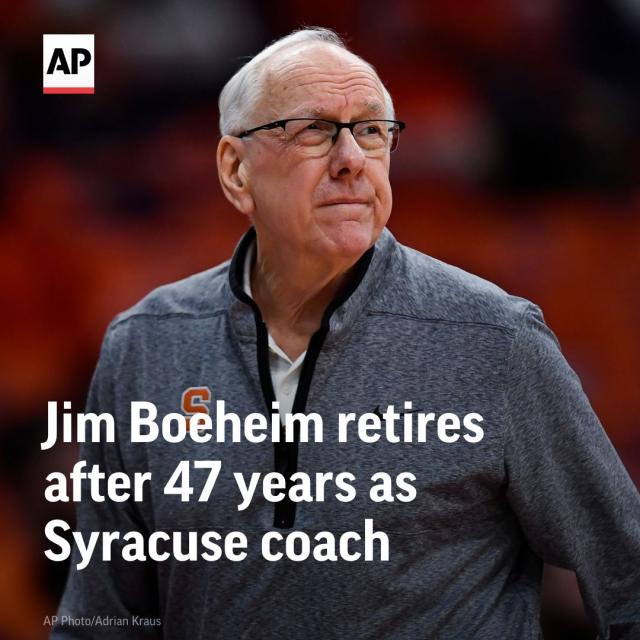 AP
S
Jim Boeheim retires
after 47 years as
Syracuse coach
AP Photo/Adrian Kraus